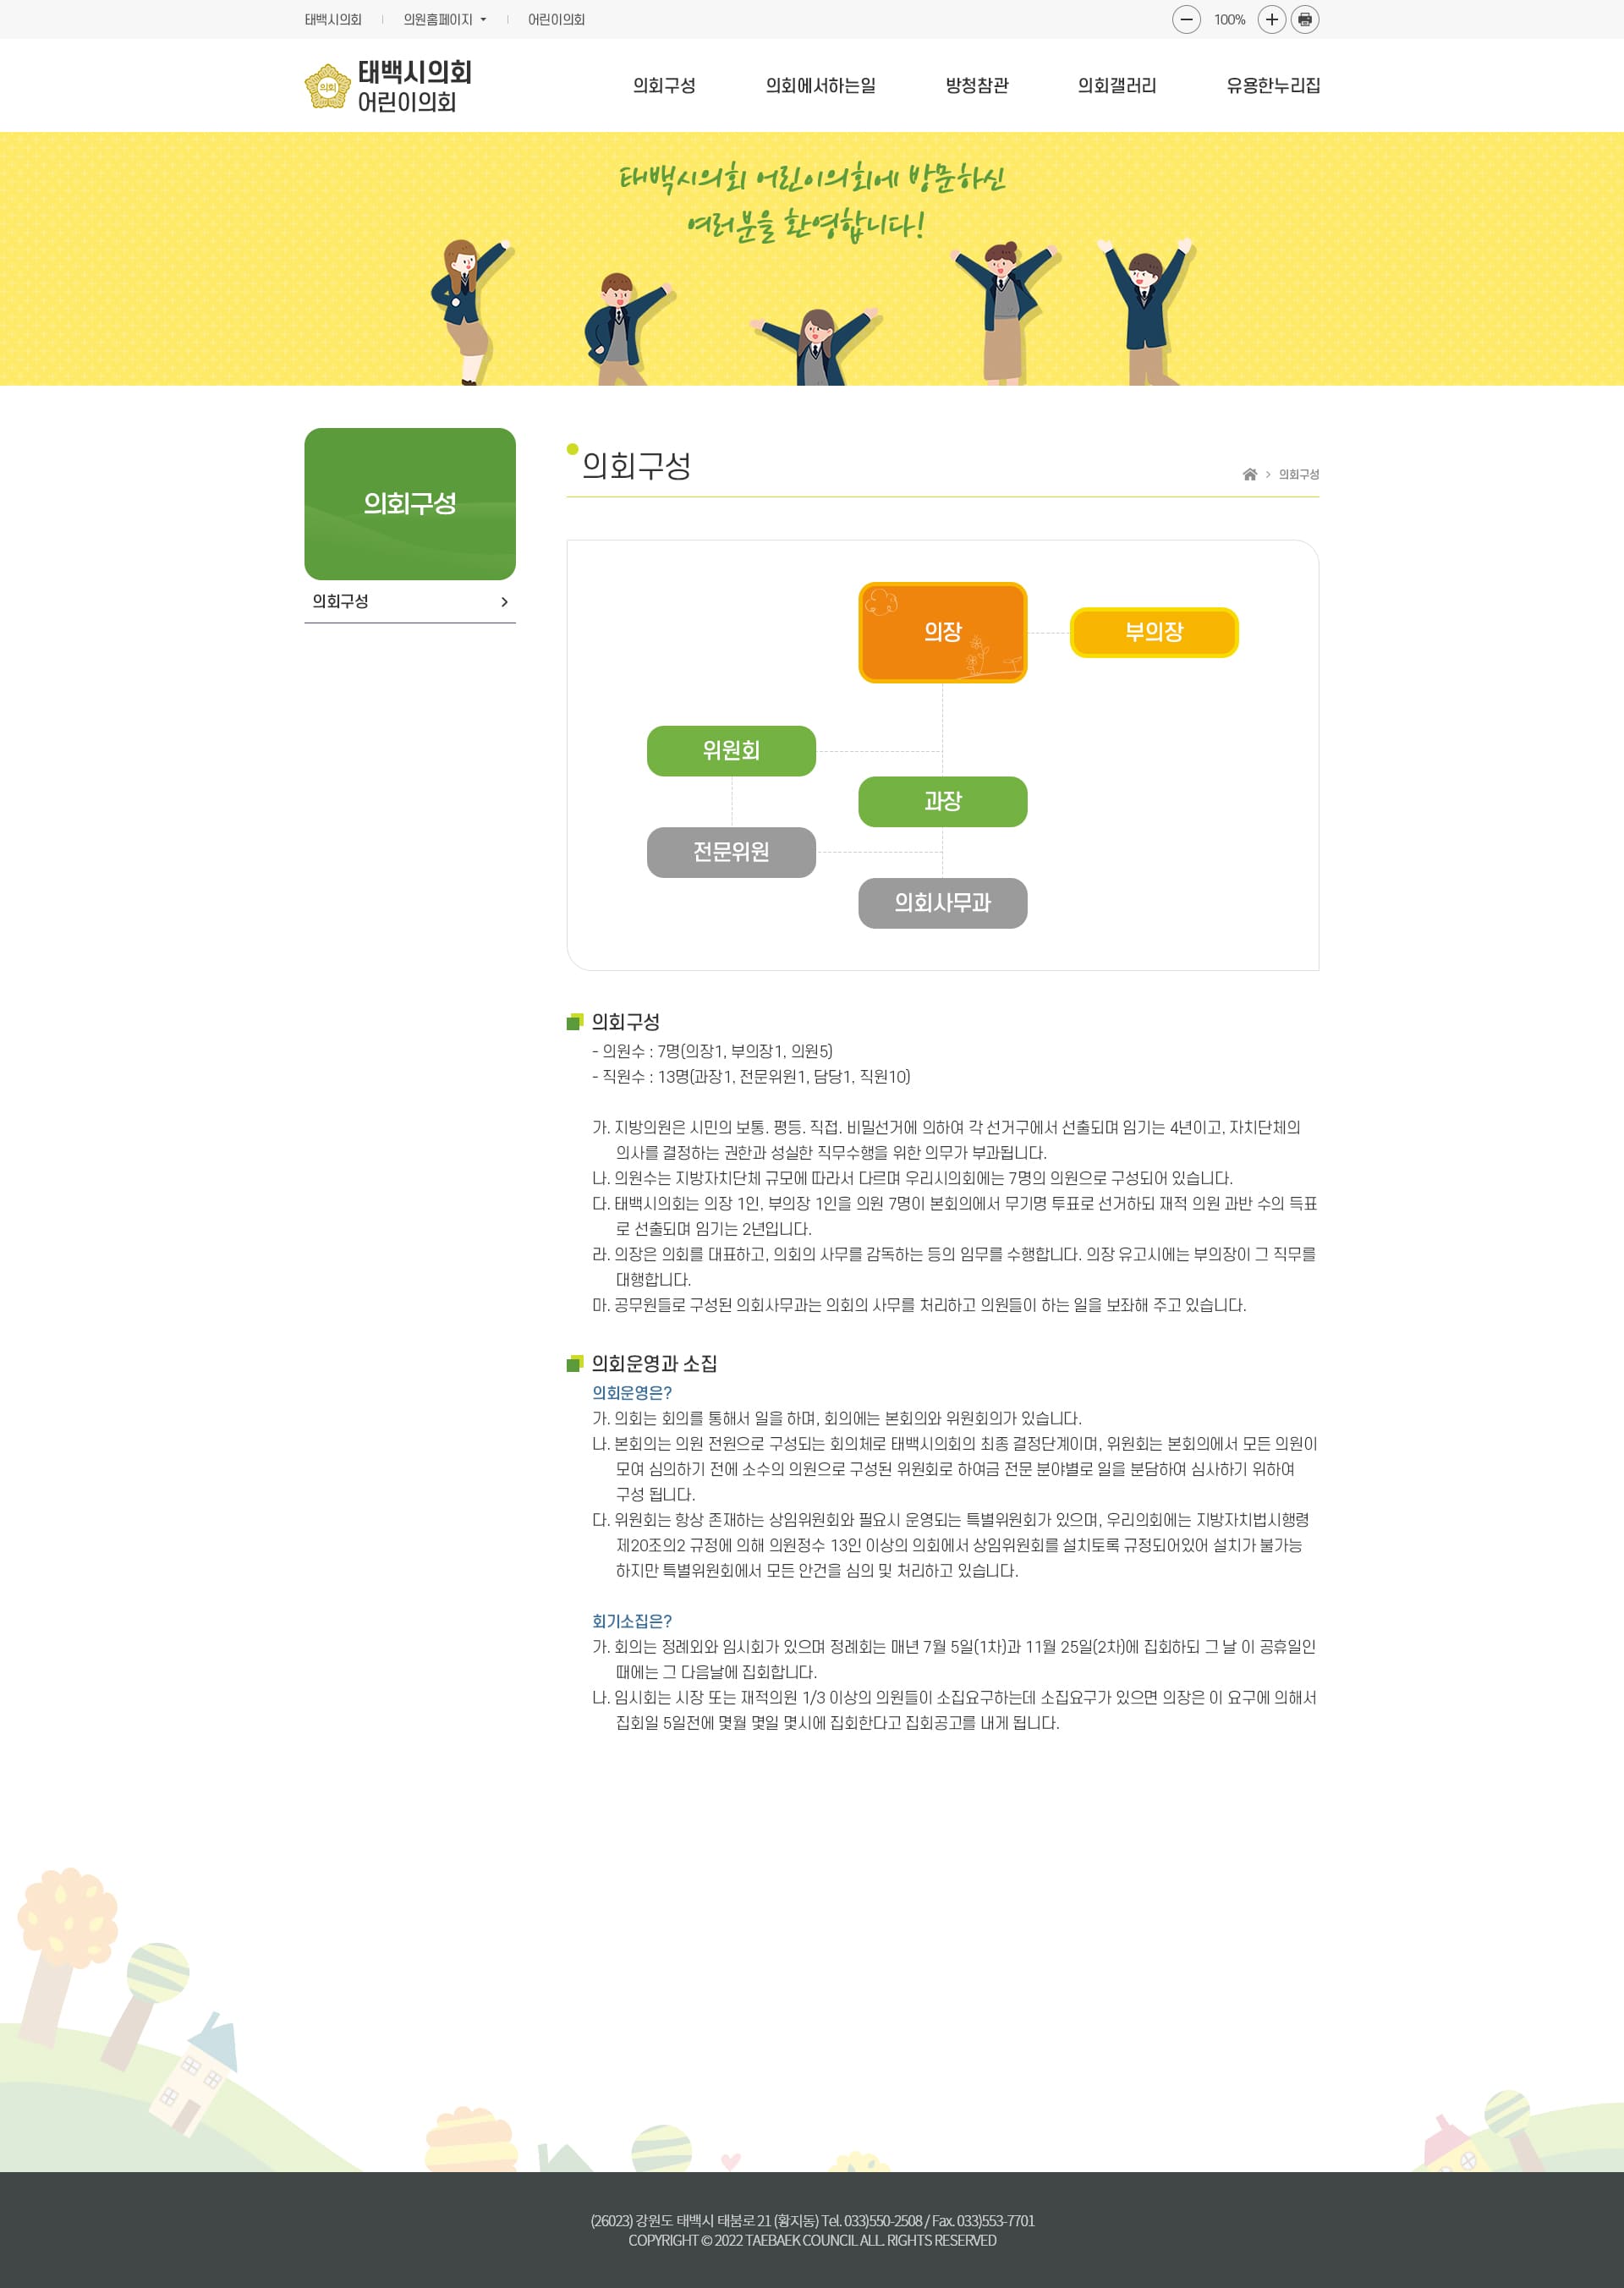 태백시의회
의원홈페이지
어린이의회
100%
의회
태백시의회
어린이의회
의회구성
의회에서하는일
방청참관
의회갤러리
유용한누리집
태백시의회 어린이의회에 방문하신
여러분을 환영합니다!
의회구성
의회구성
의회구성
의회구성
의장
부의장
위원회
과장
전문위원
의회사무과
의회구성
- 의원수 : 7명(의장1, 부의장1, 의원5)
- 직원수 : 13명(과장1, 전문위원1, 담당1, 직원10)
가. 지방의원은 시민의 보통. 평등. 직접. 비밀선거에 의하여 각 선거구에서 선출되며 임기는 4년이고, 자치단체의
의사를 결정하는 권한과 성실한 직무수행을 위한 의무가 부과됩니다.
나. 의원수는 지방자치단체 규모에 따라서 다르며 우리시의회에는 7명의 의원으로 구성되어 있습니다.
다. 태백시의회는 의장 1인, 부의장 1인을 의원 7명이 본회의에서 무기명 투표로 선거하되 재적 의원 과반 수의 득표
로 선출되며 임기는 2년입니다.
라. 의장은 의회를 대표하고, 의회의 사무를 감독하는 등의 임무를 수행합니다. 의장 유고시에는 부의장이 그 직무를
대행합니다.
마. 공무원들로 구성된 의회사무과는 의회의 사무를 처리하고 의원들이 하는 일을 보좌해 주고 있습니다.
의회운영과 소집
의회운영은?
가. 의회는 회의를 통해서 일을 하며, 회의에는 본회의와 위원회의가 있습니다.
나. 본회의는 의원 전원으로 구성되는 회의체로 태백시의회의 최종 결정단계이며, 위원회는 본회의에서 모든 의원이
모여 심의하기 전에 소수의 의원으로 구성된 위원회로 하여금 전문 분야별로 일을 분담하여 심사하기 위하여
구성 됩니다.
다. 위원회는 항상 존재하는 상임위원회와 필요시 운영되는 특별위원회가 있으며, 우리의회에는 지방자치법시행령
제20조의2 규정에 의해 의원정수 13인 이상의 의회에서 상임위원회를 설치토록 규정되어있어 설치가 불가능
하지만 특별위원회에서 모든 안건을 심의 및 처리하고 있습니다.
회기소집은?
가. 회의는 정례외와 임시회가 있으며 정례회는 매년 7월 5일(1차)과 11월 25일(2차)에 집회하되 그 날 이 공휴일인
때에는 그 다음날에 집회합니다.
나. 임시회는 시장 또는 재적의원 1/3 이상의 의원들이 소집요구하는데 소집요구가 있으면 의장은 이 요구에 의해서
집회일 5일전에 몇월 몇일 몇시에 집회한다고 집회공고를 내게 됩니다.
(26023) 강원도 태백시 태붐로 21 (황지동) Tel. 033)550-2508 / Fax. 033)553-7701
COPYRIGHT © 2022 TAEBAEK COUNCIL ALL. RIGHTS RESERVED